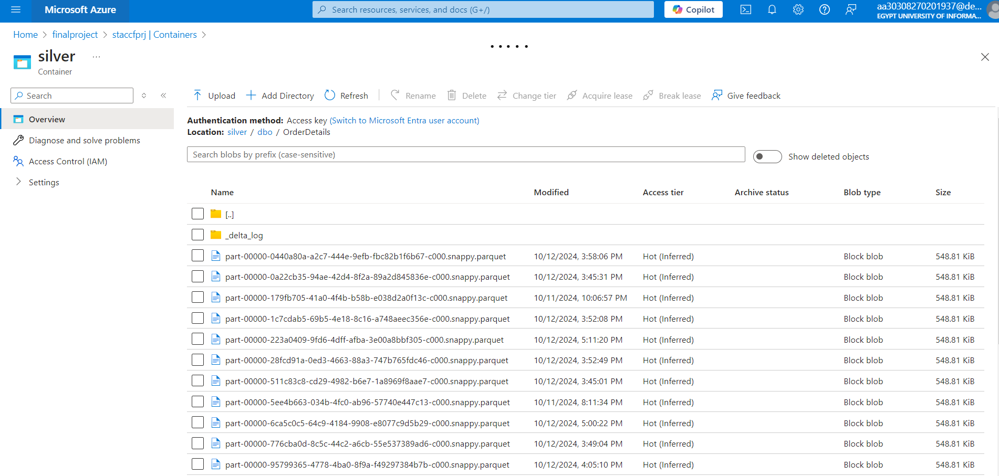 Microsoft Azure
Search resources, services, and docs (G+/)
Copilot
aa30308270201937@de...
EGYPT UNIVERSITY OF INFORMA...
Home > finalproject > staccfprj | Containers >
silver ...
Container
Search
Upload Add Directory Refresh Rename Delete Change tier Acquire lease Break lease Give feedback
Overview
Diagnose and solve problems
Access Control (IAM)
Settings
Authentication method: Access key (Switch to Microsoft Entra user account)
Location: silver / dbo / OrderDetails
Search blobs by prefix (case-sensitive)
Show deleted objects
Name Modified Access tier Archive status Blob type Size
[..]
_delta_log
part-00000-0440a80a-a2c7-444e-9efb-fbc82b1f6b67-c000.snappy.parquet 10/12/2024, 3:58:06 PM Hot (Inferred) Block blob 548.81 KiB
part-00000-0a22cb35-94ae-42d4-8f2a-89a2d845836e-c000.snappy.parquet 10/12/2024, 3:45:31 PM Hot (Inferred) Block blob 548.81 KiB
part-00000-179fb705-41a0-4f4b-b58b-e038d2a0f13c-c000.snappy.parquet 10/11/2024, 10:06:57 PM Hot (Inferred) Block blob 548.81 KiB
part-00000-1c7cdab5-69b5-4e18-8c16-a748aeec356e-c000.snappy.parquet 10/12/2024, 3:52:08 PM Hot (Inferred) Block blob 548.81 KiB
part-00000-223a0409-9fd6-4dff-afba-3e00a8bbf305-c000.snappy.parquet 10/12/2024, 5:11:20 PM Hot (Inferred) Block blob 548.81 KiB
part-00000-28fcd91a-0ed3-4663-88a3-747b765fdc46-c000.snappy.parquet 10/12/2024, 3:52:49 PM Hot (Inferred) Block blob 548.81 KiB
part-00000-511c83c8-cd29-4982-b6e7-1a8969f8aae7-c000.snappy.parquet 10/12/2024, 3:45:01 PM Hot (Inferred) Block blob 548.81 KiB
part-00000-5ee4b663-034b-4fc0-ab96-57740e447c13-c000.snappy.parquet 10/11/2024, 8:11:34 PM Hot (Inferred) Block blob 548.81 KiB
part-00000-6ca5c0c5-64c9-4184-9908-e8077c9d5b29-c000.snappy.parquet 10/12/2024, 5:00:22 PM Hot (Inferred) Block blob 548.81 KiB
part-00000-776cba0d-8c5c-44c2-a6cb-55e537389ad6-c000.snappy.parquet 10/12/2024, 3:49:04 PM Hot (Inferred) Block blob 548.81 KiB
part-00000-95799365-4778-4ba0-8f9a-f49297384b7b-c000.snappy.parquet 10/12/2024, 4:05:10 PM Hot (Inferred) Block blob 548.81 KiB